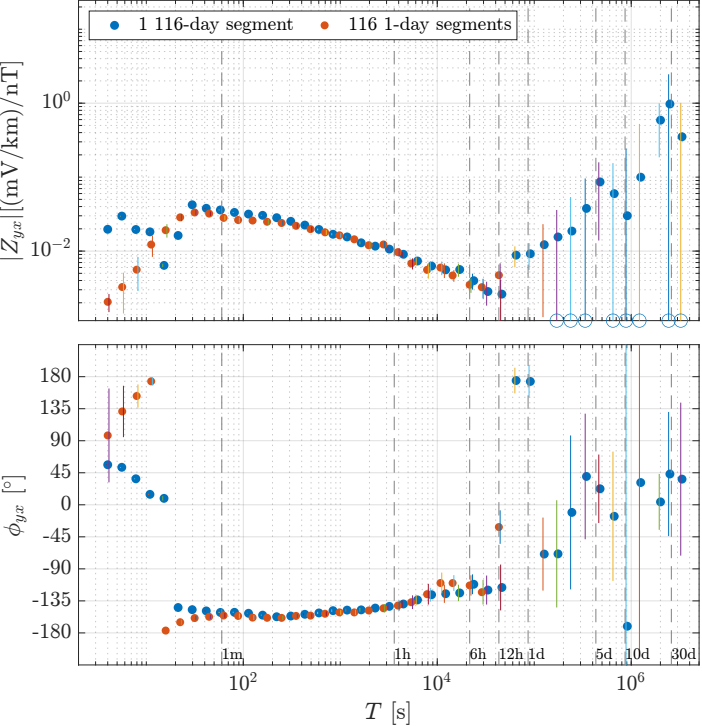 1 116-day segment 116 1-day segments
10^0
10^-2
|Z_yx| [(mV/km)/nT]
180
135
90
45
0
-45
-90
-135
-180
ϕ_yx [°]
1m 1h 6h 12h 1d 5d 10d 30d
10^2 10^4 10^6
T [s]